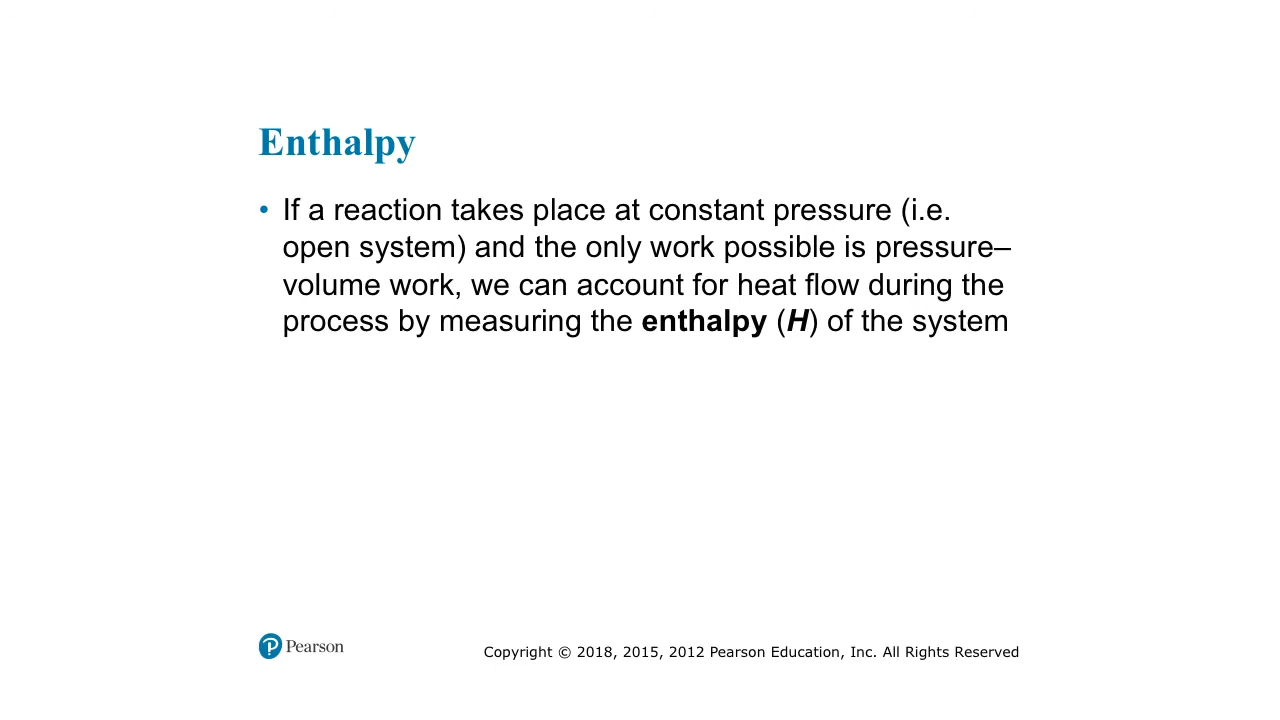 Enthalpy
• If a reaction takes place at constant pressure (i.e.
open system) and the only work possible is pressure–
volume work, we can account for heat flow during the
process by measuring the enthalpy (H) of the system
Pearson
Copyright © 2018, 2015, 2012 Pearson Education, Inc. All Rights Reserved